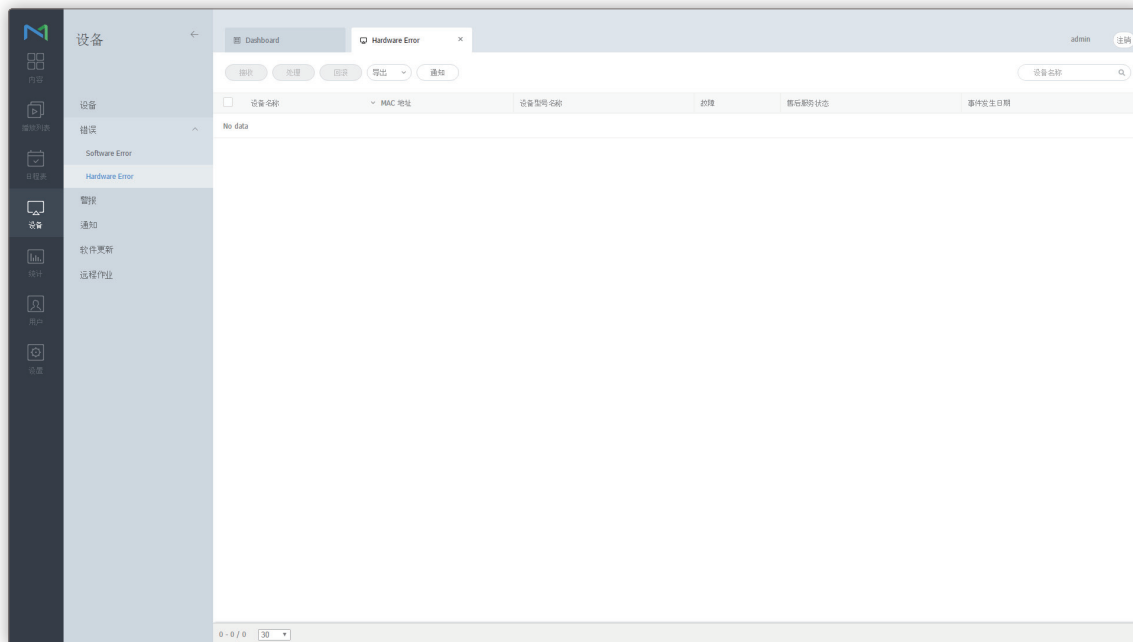 设备
←
Dashboard
Hardware Error ×
admin
注销
接收 处理 回滚 导出 通知
设备名称
内容
播放列表
日程表
设备
统计
用户
设置
设备
错误
Software Error
Hardware Error
警报
通知
软件更新
远程作业
设备名称 MAC 地址 设备型号名称 故障 售后服务状态 事件发生日期
No data
0 - 0 / 0 30